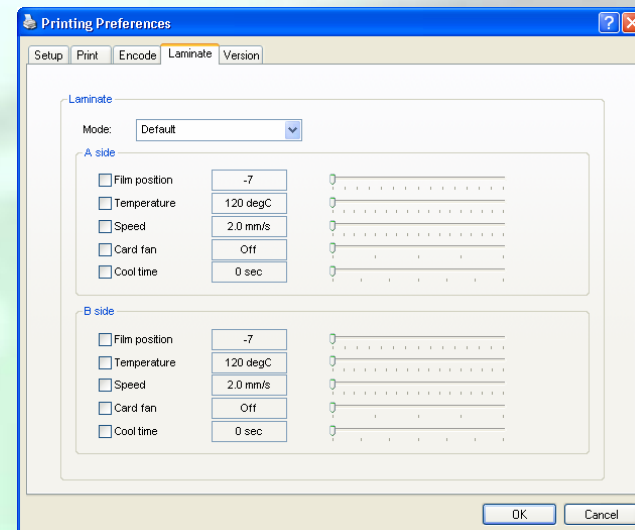 Printing Preferences
Setup Print Encode Laminate Version
Laminate
Mode: Default
A side
Film position -7
Temperature 120 degC
Speed 2.0 mm/s
Card fan Off
Cool time 0 sec
B side
Film position -7
Temperature 120 degC
Speed 2.0 mm/s
Card fan Off
Cool time 0 sec
OK Cancel